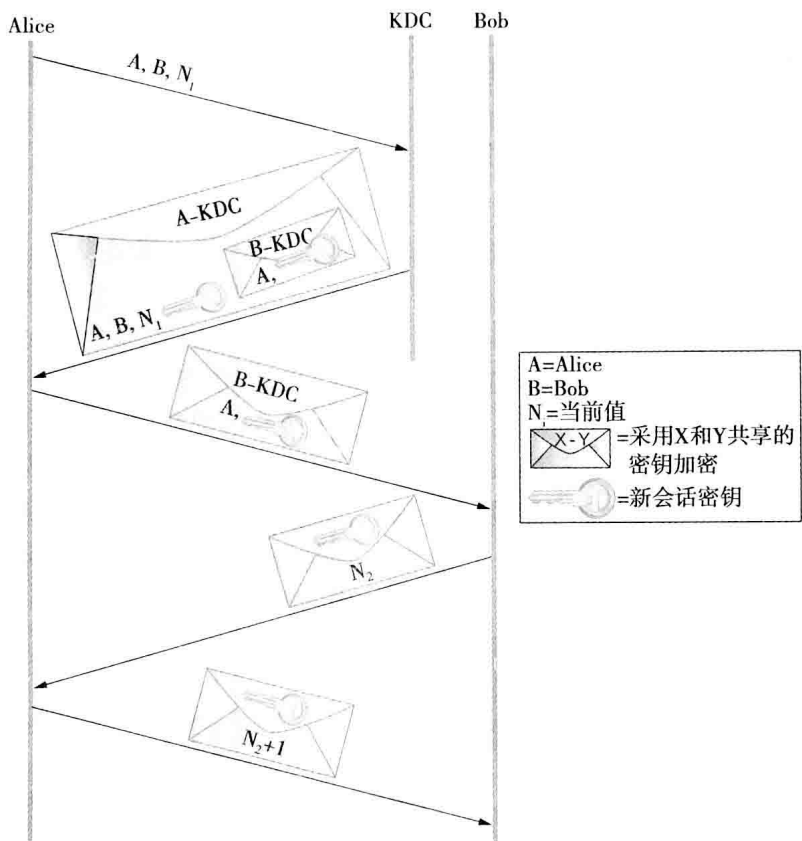 Alice
KDC
Bob
A, B, N₁
A-KDC
B-KDC
A,
A, B, N₁
B-KDC
A,
N₂
N₂+1
A=Alice
B=Bob
N₁=当前值
X-Y =采用X和Y共享的
密钥加密
=新会话密钥